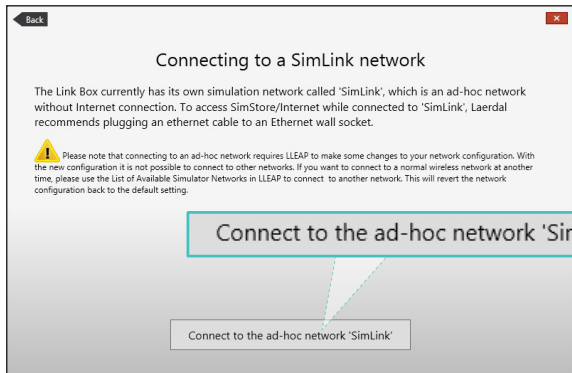 Back
Connecting to a SimLink network
The Link Box currently has its own simulation network called 'SimLink', which is an ad-hoc network
without Internet connection. To access SimStore/Internet while connected to 'SimLink', Laerdal
recommends plugging an ethernet cable to an Ethernet wall socket.
Please note that connecting to an ad-hoc network requires LLEAP to make some changes to your network configuration. With
the new configuration it is not possible to connect to other networks. If you want to connect to a normal wireless network at another
time, please use the List of Available Simulator Networks in LLEAP to connect to another network. This will revert the network
configuration back to the default setting.
Connect to the ad-hoc network 'Sim
Connect to the ad-hoc network 'SimLink'